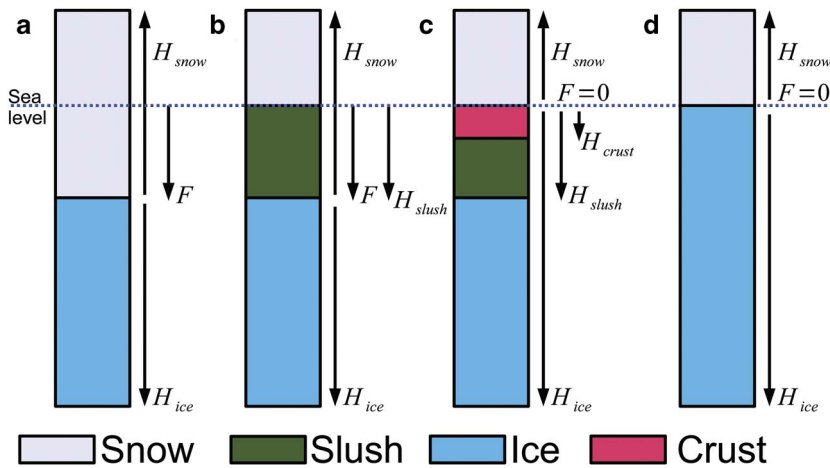 a b c d
H snow H snow H snow H snow
Sea level
F=0 F=0
H crust
F F H slush H slush
H ice H ice H ice H ice
Snow Slush Ice Crust